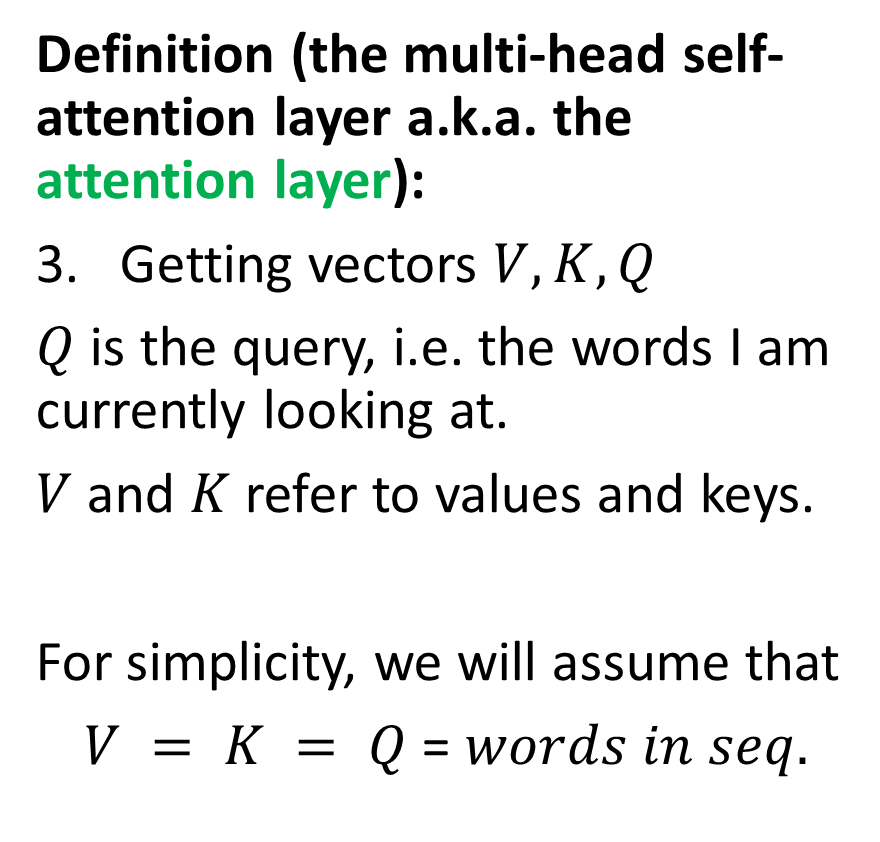 Definition (the multi-head self-
attention layer a.k.a. the
attention layer):
3. Getting vectors V, K, Q
Q is the query, i.e. the words I am
currently looking at.
V and K refer to values and keys.
For simplicity, we will assume that
V = K = Q = words in seq.